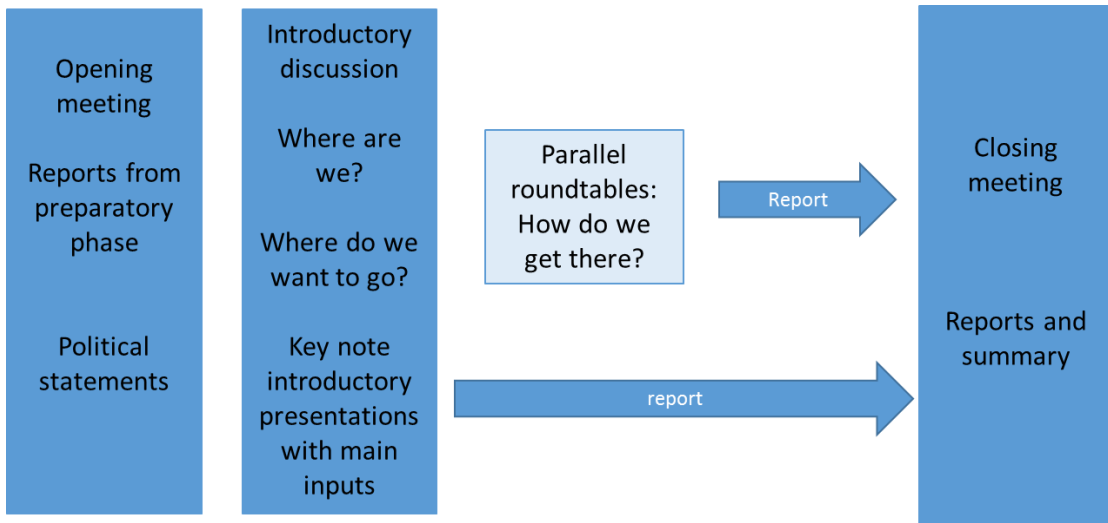 Opening
meeting
Reports from
preparatory
phase
Political
statements
Introductory
discussion
Where are
we?
Where do we
want to go?
Key note
introductory
presentations
with main
inputs
Parallel
roundtables:
How do we
get there?
Report
report
Closing
meeting
Reports and
summary